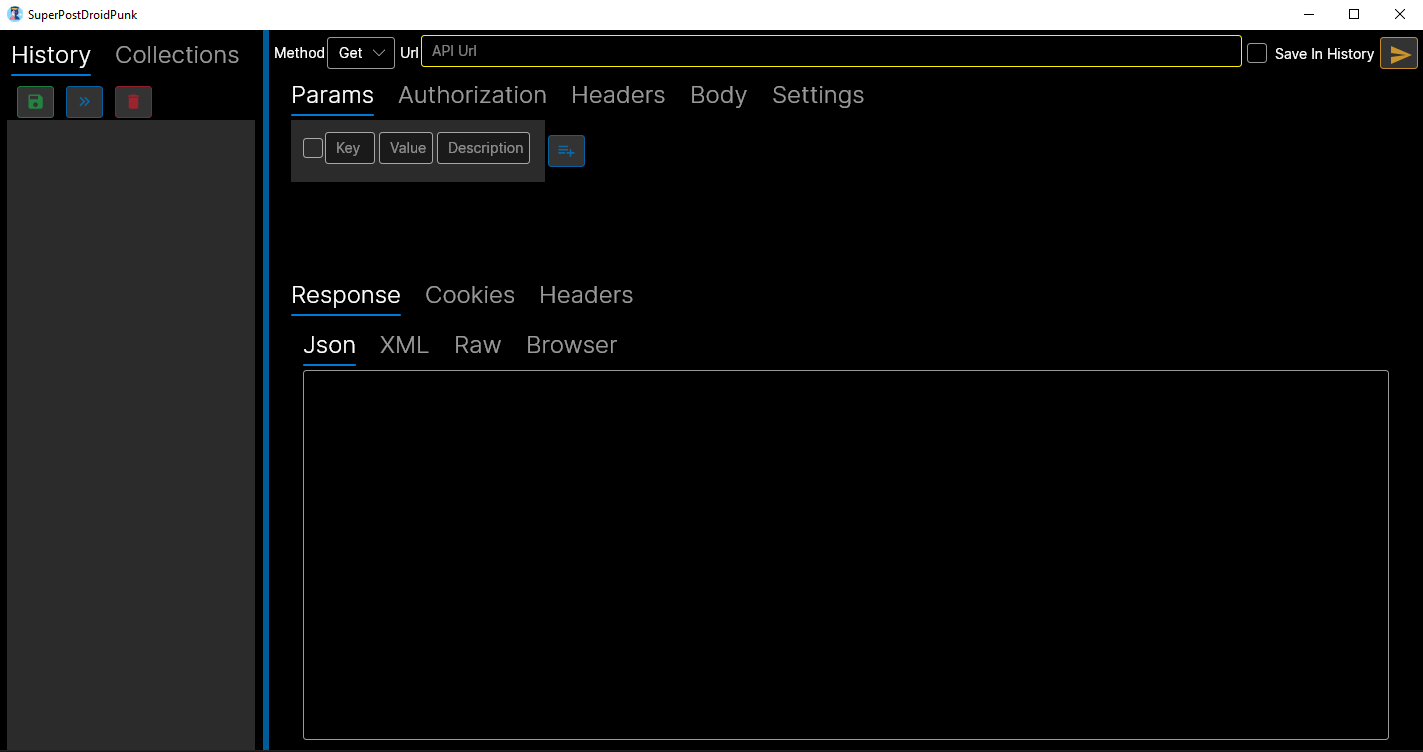 SuperPostDroidPunk
History Collections
Method Get Url API Url Save In History
Params Authorization Headers Body Settings
Key Value Description
Response Cookies Headers
Json XML Raw Browser